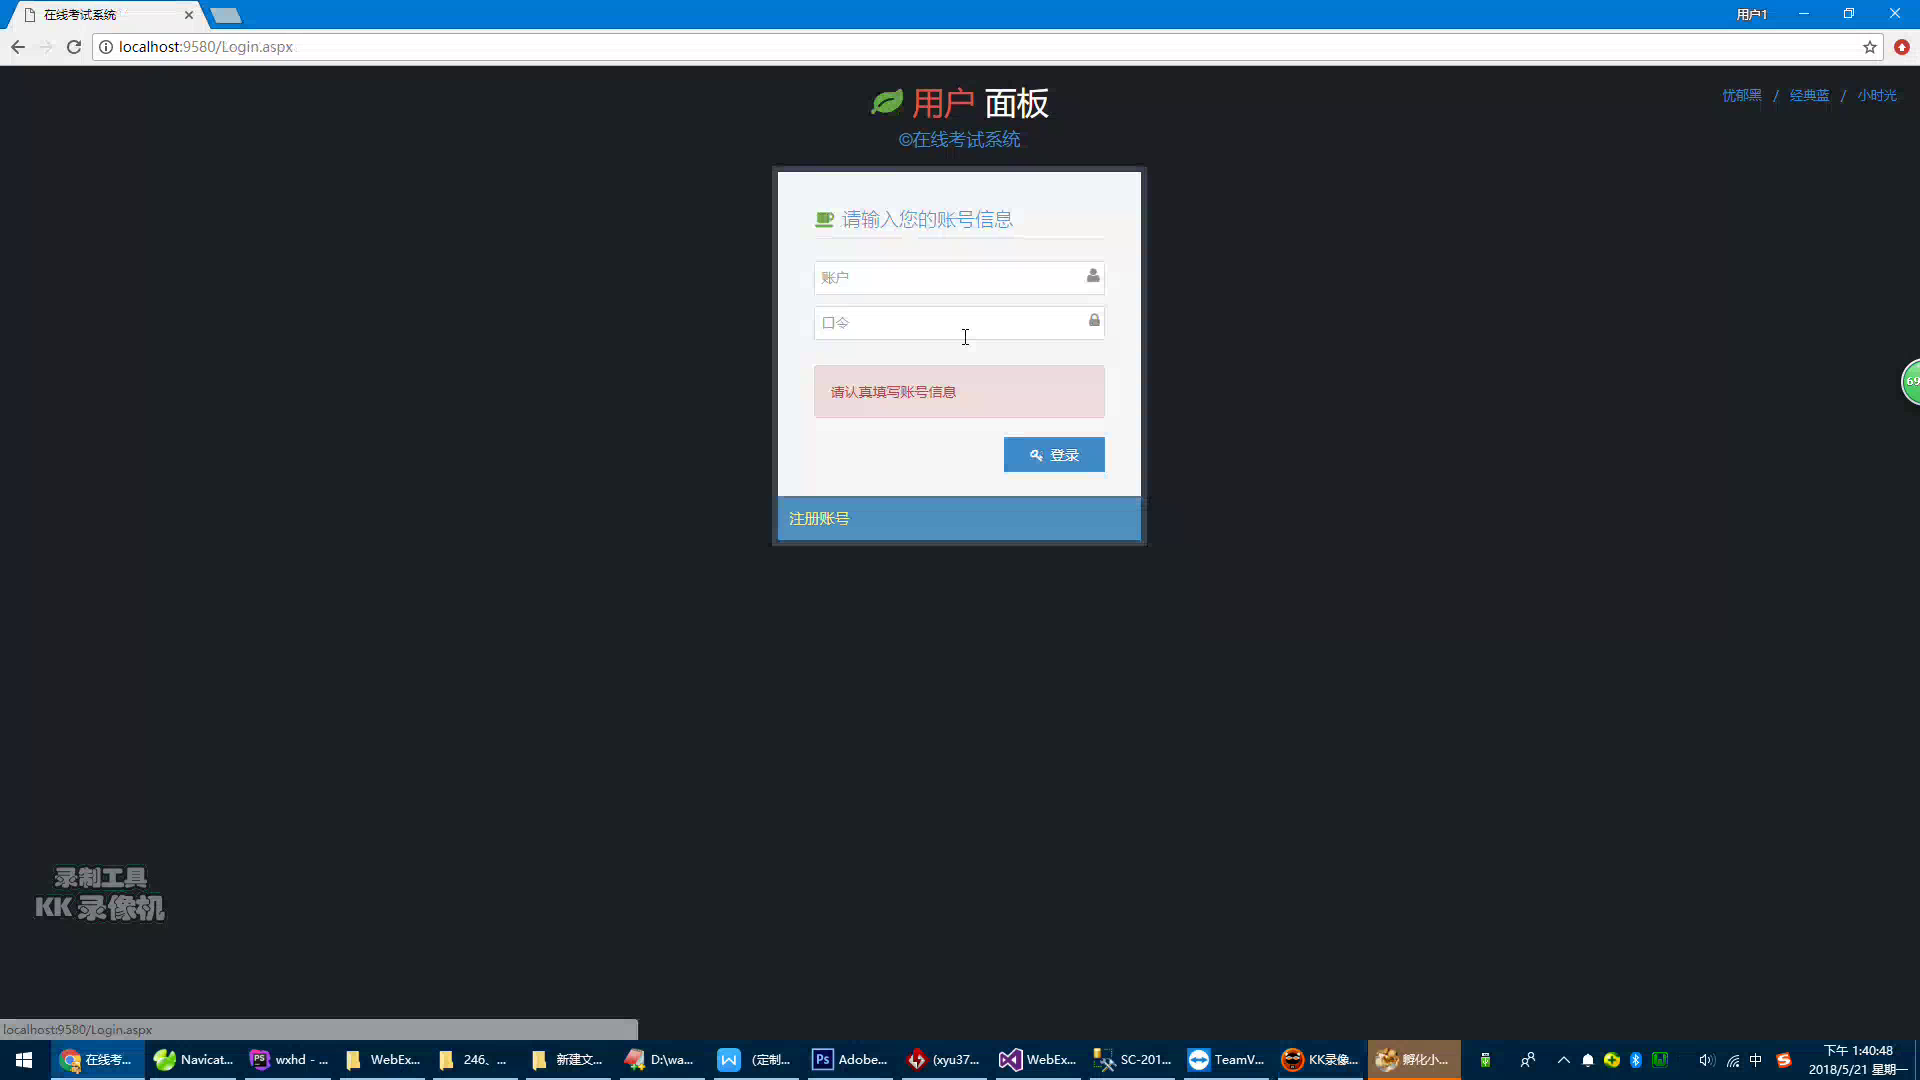 在线考试系统
用户1
localhost:9580/Login.aspx
用户 面板
©在线考试系统
忧郁黑 / 经典蓝 / 小时光
请输入您的账号信息
账户
口令
请认真填写账号信息
登录
注册账号
69
录制工具
KK 录像机
localhost:9580/Login.aspx
在线考...
Navicat...
wxhd - ...
WebEx...
246、...
新建文...
D:\wa...
(定制...
Adobe...
(xyu37...
WebEx...
SC-201...
TeamV...
KK录像...
孵化小...
中
下午 1:40:48
2018/5/21 星期一